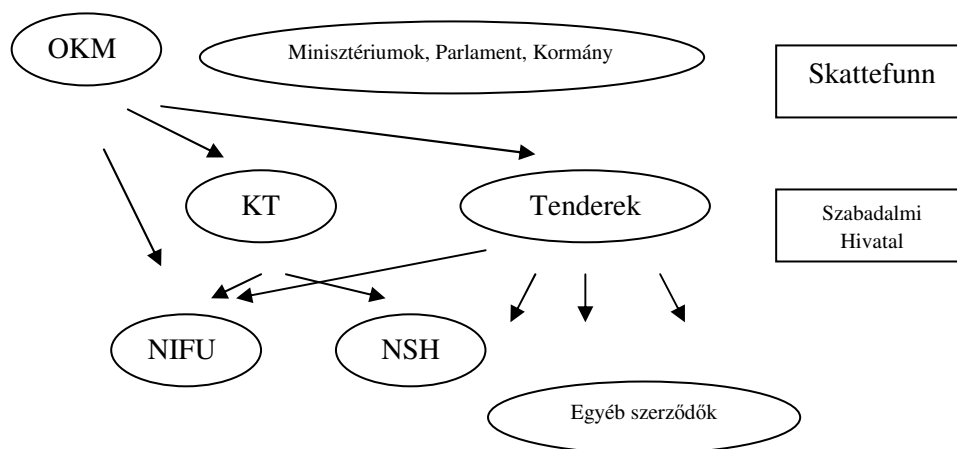 OKM
Minisztériumok, Parlament, Kormány
Skattefunn
KT
Tenderek
Szabadalmi
Hivatal
NIFU
NSH
Egyéb szerződők